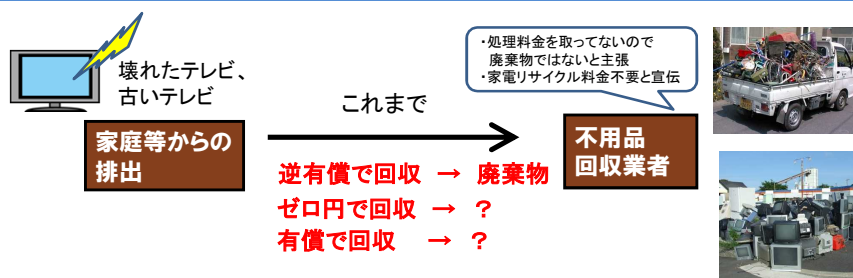 ・処理料金を取ってないので
廃棄物ではないと主張
・家電リサイクル料金不要と宣伝
壊れたテレビ、
古いテレビ
これまで
家庭等からの
排出
不用品
回収業者
逆有償で回収 → 廃棄物
ゼロ円で回収 → ？
有償で回収 → ？